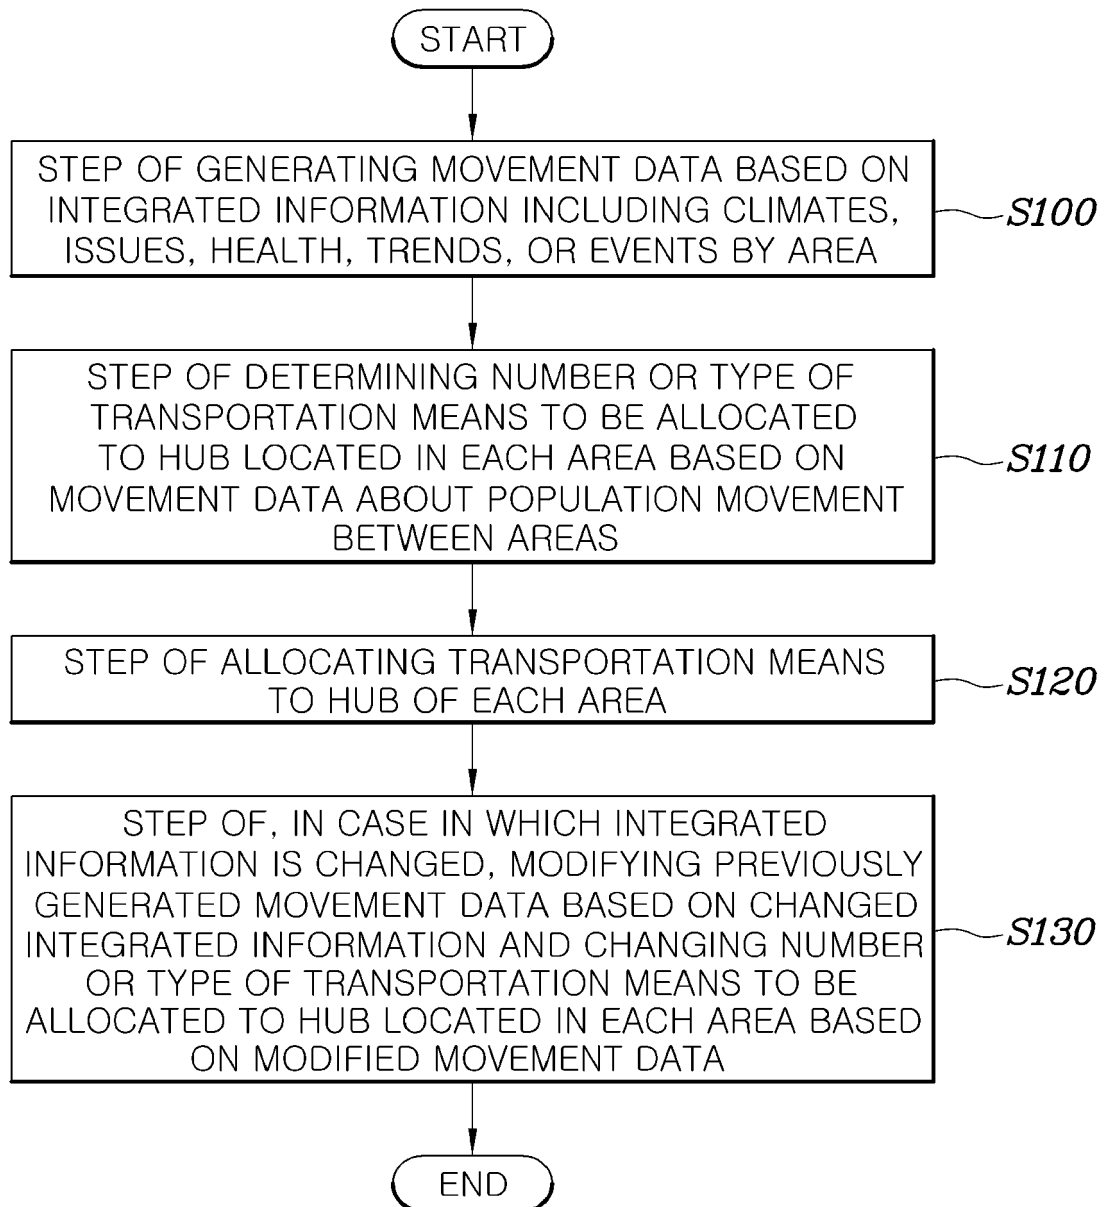 START
STEP OF GENERATING MOVEMENT DATA BASED ON
INTEGRATED INFORMATION INCLUDING CLIMATES,
ISSUES, HEALTH, TRENDS, OR EVENTS BY AREA
S100
STEP OF DETERMINING NUMBER OR TYPE OF
TRANSPORTATION MEANS TO BE ALLOCATED
TO HUB LOCATED IN EACH AREA BASED ON
MOVEMENT DATA ABOUT POPULATION MOVEMENT
BETWEEN AREAS
S110
STEP OF ALLOCATING TRANSPORTATION MEANS
TO HUB OF EACH AREA
S120
STEP OF, IN CASE IN WHICH INTEGRATED
INFORMATION IS CHANGED, MODIFYING PREVIOUSLY
GENERATED MOVEMENT DATA BASED ON CHANGED
INTEGRATED INFORMATION AND CHANGING NUMBER
OR TYPE OF TRANSPORTATION MEANS TO BE
ALLOCATED TO HUB LOCATED IN EACH AREA BASED
ON MODIFIED MOVEMENT DATA
S130
END